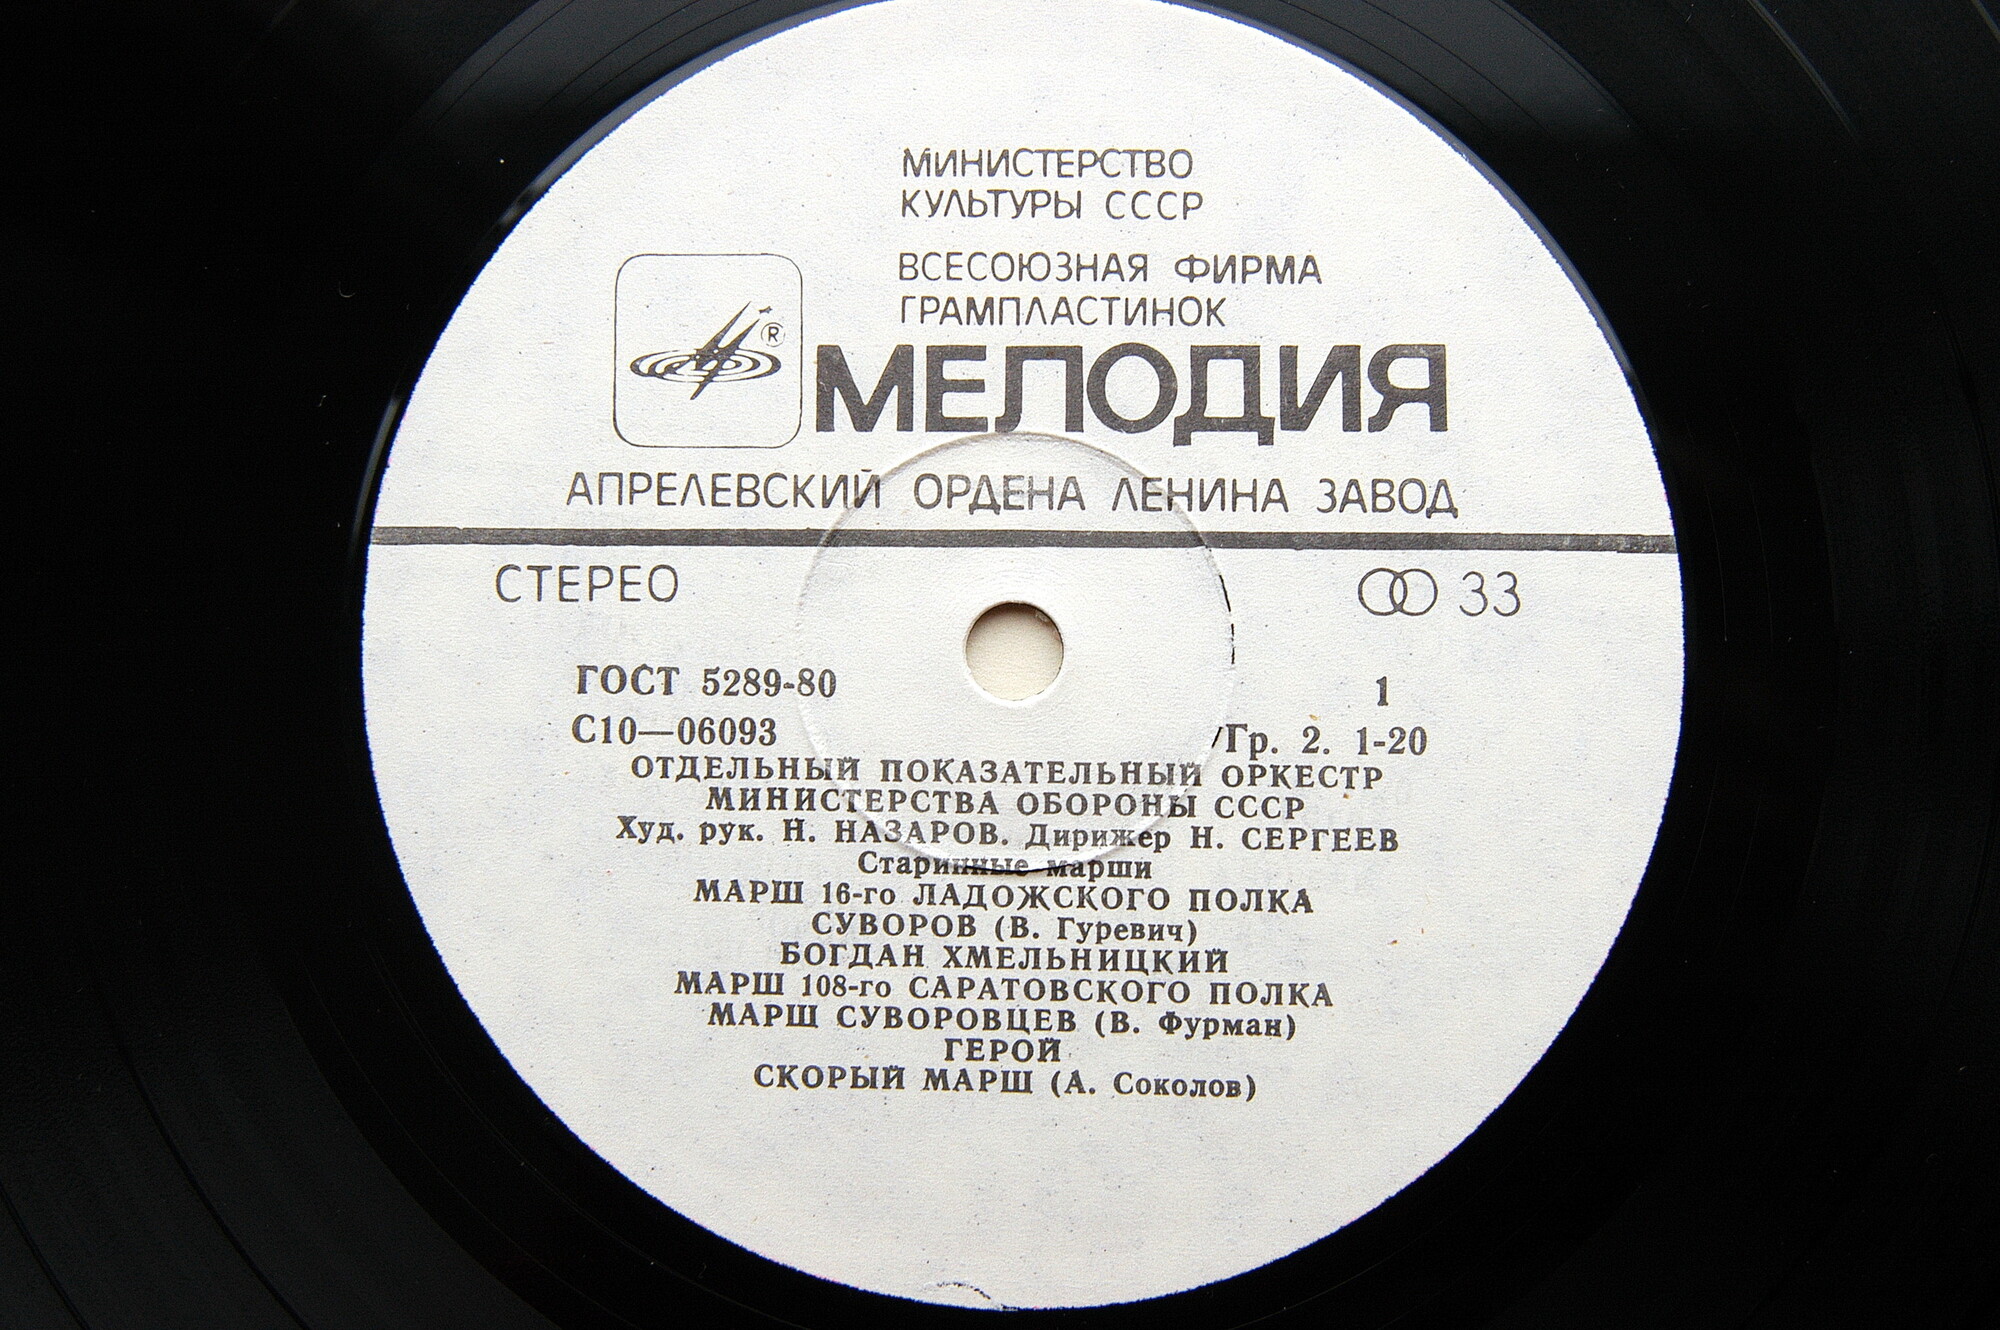 МИНИСТЕРСТВО
КУЛЬТУРЫ СССР
ВСЕСОЮЗНАЯ ФИРМА
ГРАМПЛАСТИНОК
®
МЕЛОДИЯ
АПРЕЛЕВСКИЙ ОРДЕНА ЛЕНИНА ЗАВОД
СТЕРЕО 33
ГОСТ 5289-80 1
С10—06093 /Гр. 2. 1-20
ОТДЕЛЬНЫЙ ПОКАЗАТЕЛЬНЫЙ ОРКЕСТР
МИНИСТЕРСТВА ОБОРОНЫ СССР
Худ. рук. Н. НАЗАРОВ. Дирижер Н. СЕРГЕЕВ
Старинные марши
МАРШ 16-го ЛАДОЖСКОГО ПОЛКА
СУВОРОВ (В. Гуревич)
БОГДАН ХМЕЛЬНИЦКИЙ
МАРШ 108-го САРАТОВСКОГО ПОЛКА
МАРШ СУВОРОВЦЕВ (В. Фурман)
ГЕРОЙ
СКОРЫЙ МАРШ (А. Соколов)